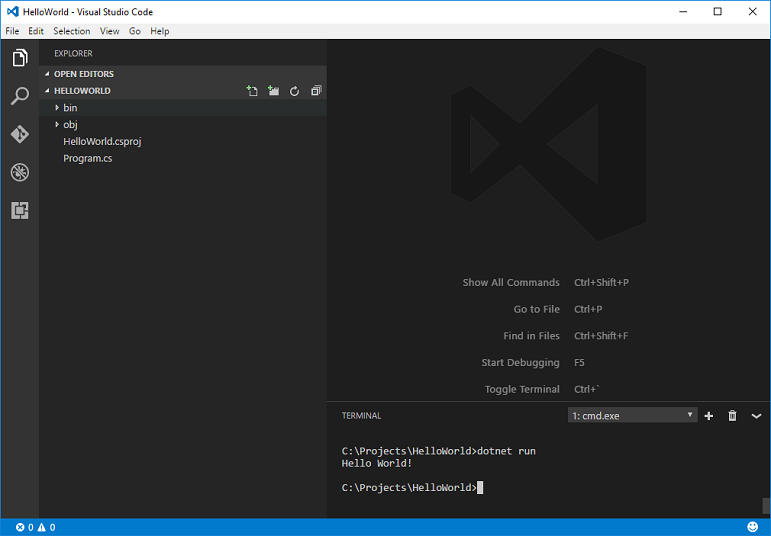 HelloWorld - Visual Studio Code
File Edit Selection View Go Help
EXPLORER
OPEN EDITORS
HELLOWORLD
bin
obj
HelloWorld.csproj
Program.cs
Show All Commands Ctrl+Shift+P
Go to File Ctrl+P
Find in Files Ctrl+Shift+F
Start Debugging F5
Toggle Terminal Ctrl+`
TERMINAL 1: cmd.exe
C:\Projects\HelloWorld>dotnet run
Hello World!
C:\Projects\HelloWorld>
0 0